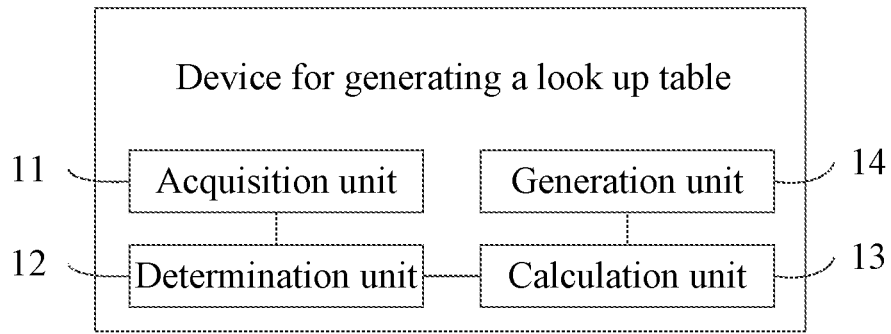 Device for generating a look up table
11 Acquisition unit Generation unit 14
12 Determination unit Calculation unit 13